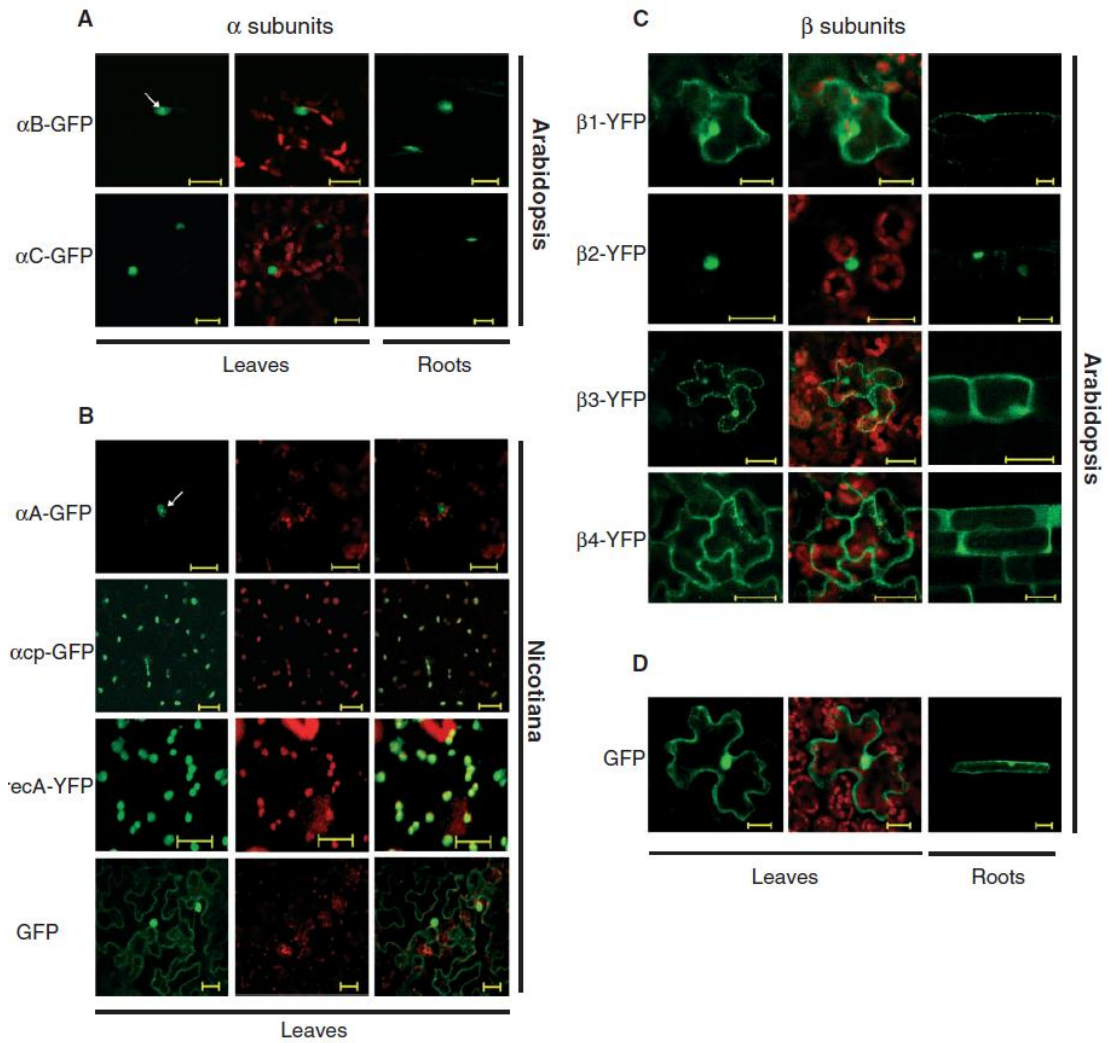 A
α subunits
αB-GFP
αC-GFP
Arabidopsis
Leaves
Roots
B
αA-GFP
αcp-GFP
recA-YFP
GFP
Nicotiana
Leaves
C
β subunits
β1-YFP
β2-YFP
β3-YFP
β4-YFP
Arabidopsis
D
GFP
Leaves
Roots